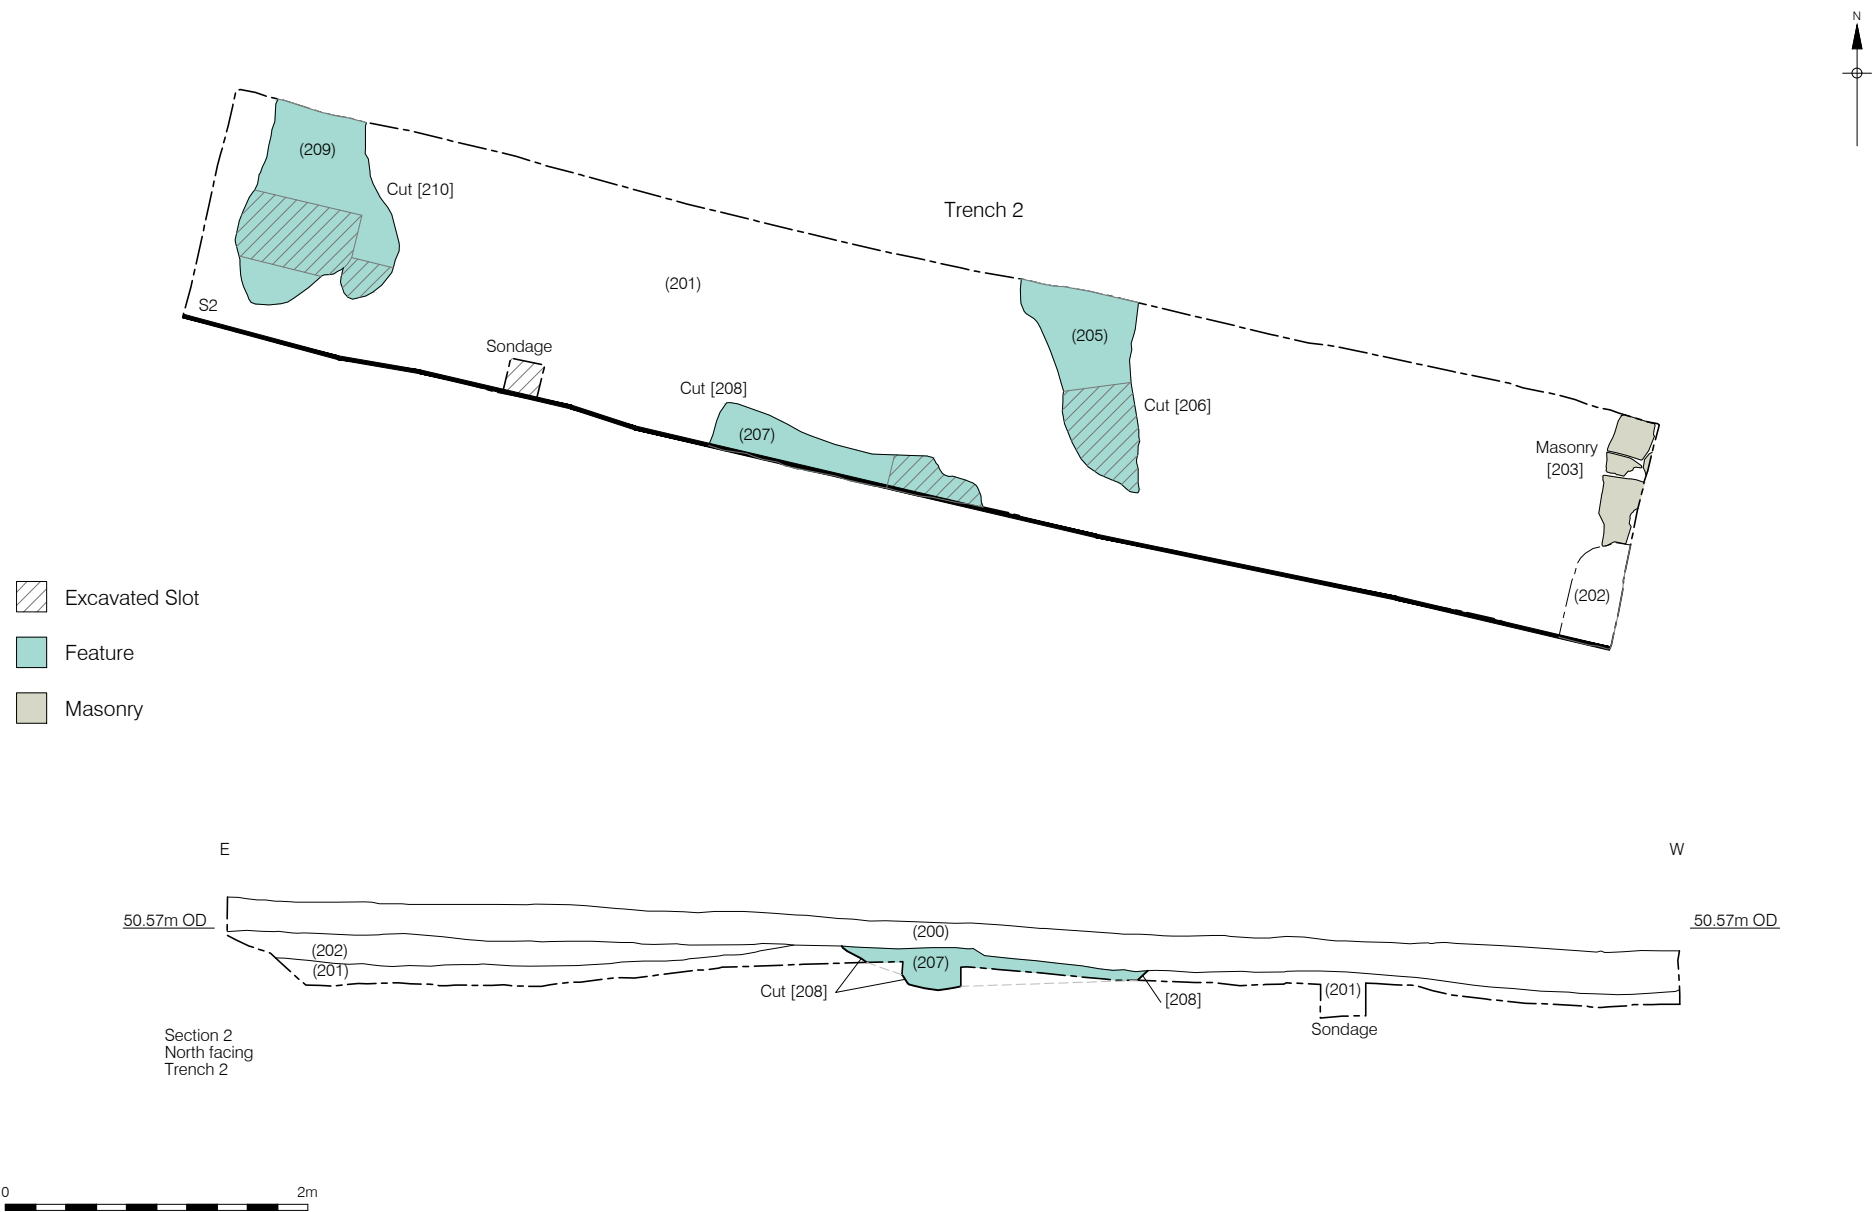 N
Trench 2
(209)
Cut [210]
(201)
S2
Sondage
Cut [208]
(207)
(205)
Cut [206]
Masonry
[203]
(202)
Excavated Slot
Feature
Masonry
E
W
50.57m OD
50.57m OD
(200)
(202)
(201)
(207)
Cut [208]
[208]
(201)
Sondage
Section 2
North facing
Trench 2
0
2m